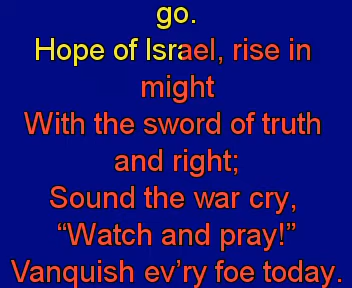 go.
Hope of Israel, rise in
might
With the sword of truth
and right;
Sound the war cry,
“Watch and pray!”
Vanquish ev’ry foe today.